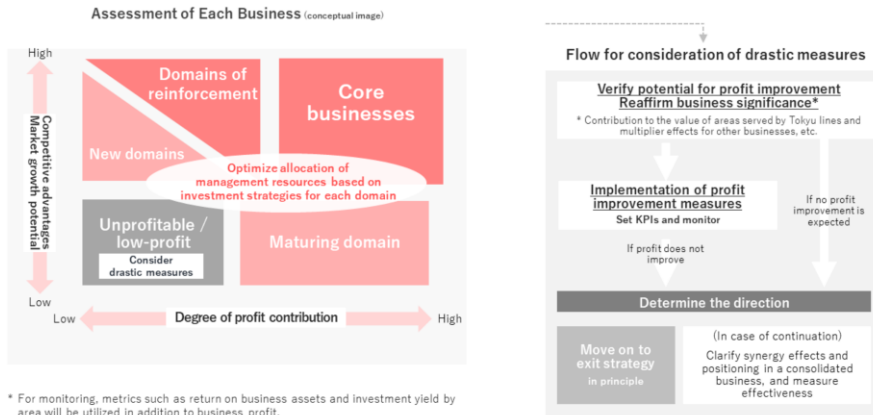 Assessment of Each Business (conceptual image)
High
Competitive advantages
Market growth potential
Low
Domains of
reinforcement
Core
businesses
New domains
Optimize allocation of
management resources based on
investment strategies for each domain
Unprofitable /
low-profit
Consider
drastic measures
Maturing domain
Low
Degree of profit contribution
High
* For monitoring, metrics such as return on business assets and investment yield by
area will be utilized in addition to business profit.
Flow for consideration of drastic measures
Verify potential for profit improvement
Reaffirm business significance*
* Contribution to the value of areas served by Tokyu lines and
multiplier effects for other businesses, etc.
Implementation of profit
improvement measures
Set KPIs and monitor
If no profit
improvement is
expected
If profit does not
improve
Determine the direction
Move on to
exit strategy
in principle
(In case of continuation)
Clarify synergy effects and
positioning in a consolidated
business, and measure
effectiveness